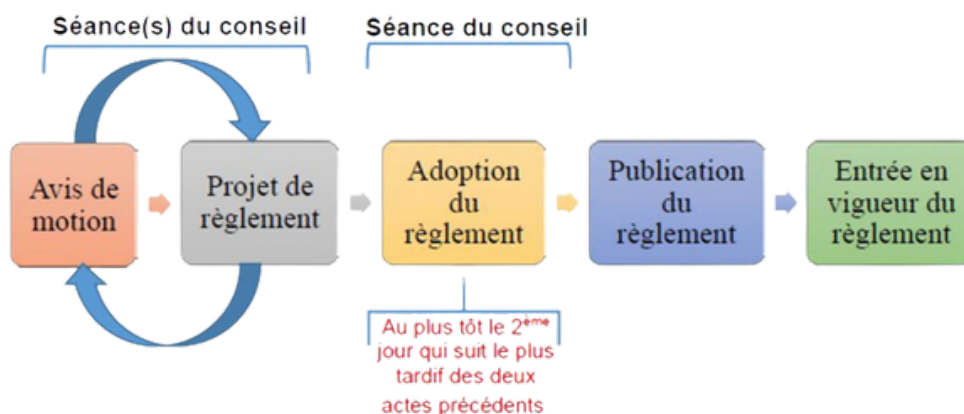 Séance(s) du conseil
Séance du conseil
Avis de
motion
Projet de
règlement
Adoption
du
règlement
Publication
du
règlement
Entrée en
vigueur du
règlement
Au plus tôt le 2ème
jour qui suit le plus
tardif des deux
actes précédents